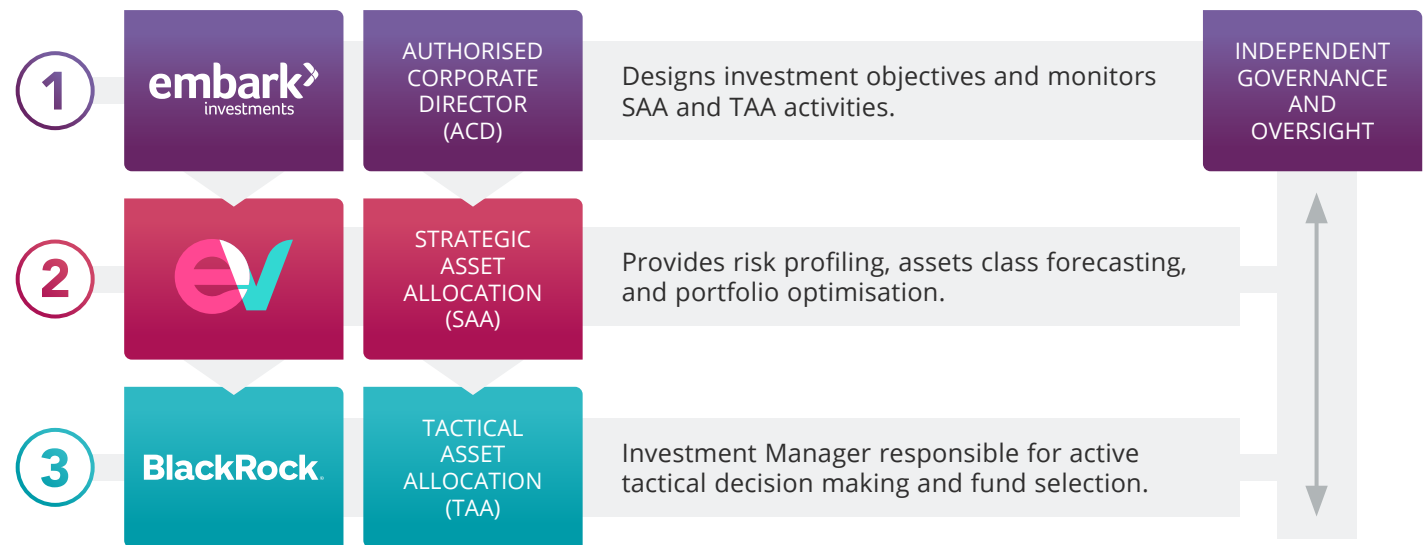 1
embark
investments
AUTHORISED
CORPORATE
DIRECTOR
(ACD)
Designs investment objectives and monitors
SAA and TAA activities.
INDEPENDENT
GOVERNANCE
AND
OVERSIGHT
2
ev
STRATEGIC
ASSET
ALLOCATION
(SAA)
Provides risk profiling, assets class forecasting,
and portfolio optimisation.
3
BlackRock.
TACTICAL
ASSET
ALLOCATION
(TAA)
Investment Manager responsible for active
tactical decision making and fund selection.